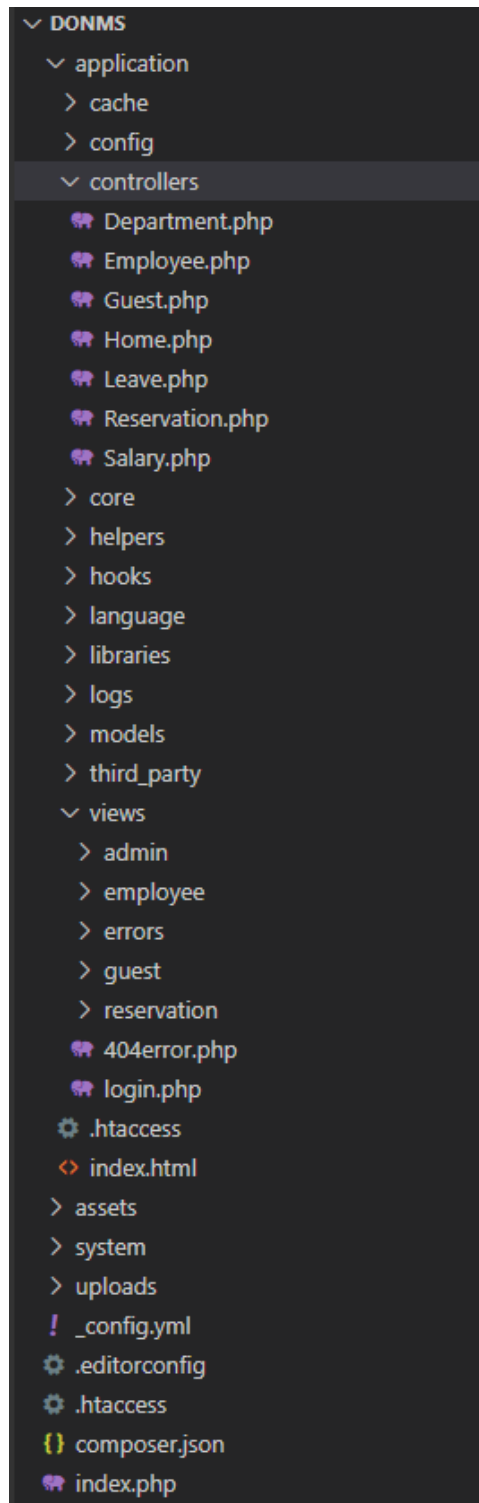 DONMS
application
cache
config
controllers
Department.php
Employee.php
Guest.php
Home.php
Leave.php
Reservation.php
Salary.php
core
helpers
hooks
language
libraries
logs
models
third_party
views
admin
employee
errors
guest
reservation
404error.php
login.php
.htaccess
index.html
assets
system
uploads
_config.yml
.editorconfig
.htaccess
composer.json
index.php